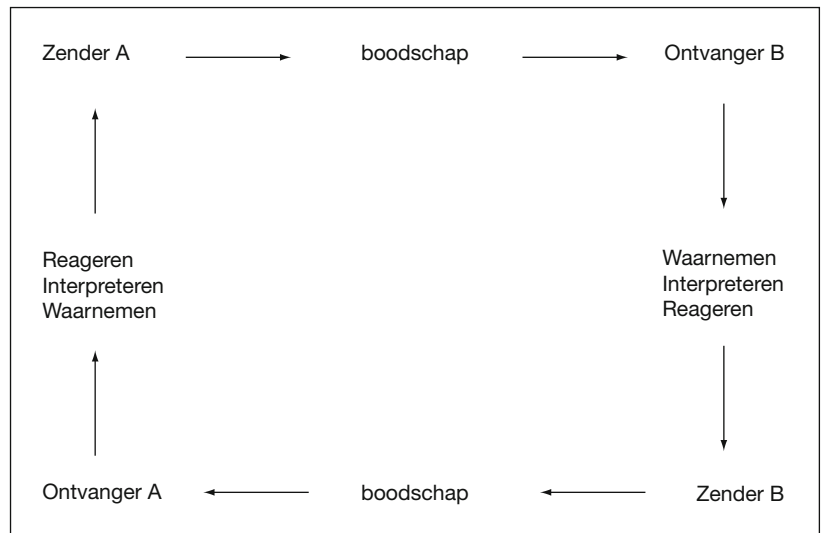 Zender A
boodschap
Ontvanger B
Reageren
Interpreteren
Waarnemen
Waarnemen
Interpreteren
Reageren
Ontvanger A
boodschap
Zender B